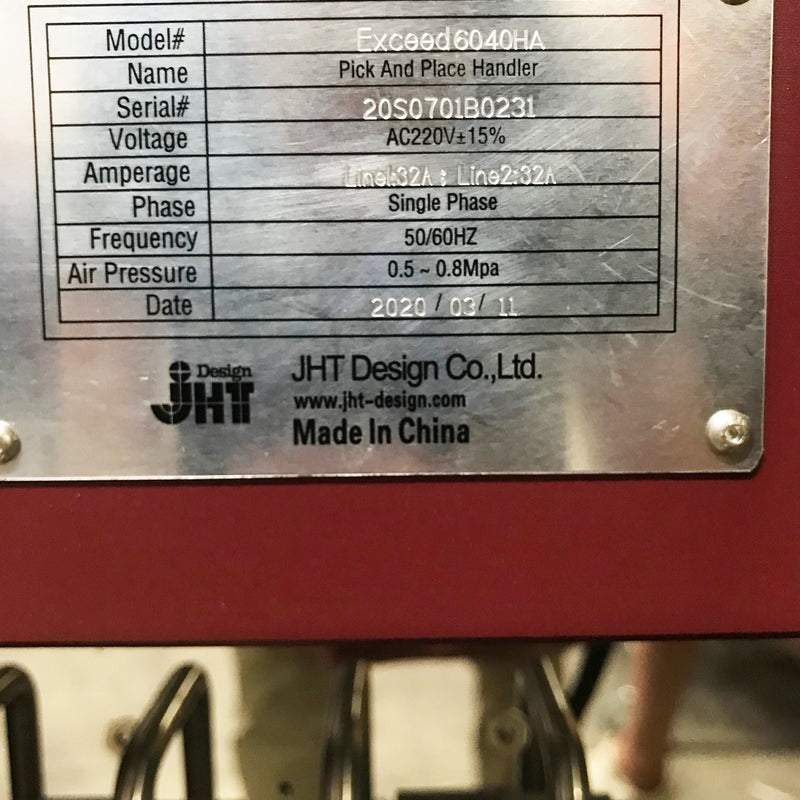 Model# Exceed6040HA
Name Pick And Place Handler
Serial# 20S0701B0231
Voltage AC220V±15%
Amperage Line1:32A ; Line2:32A
Phase Single Phase
Frequency 50/60HZ
Air Pressure 0.5 ~ 0.8Mpa
Date 2020 / 03/ 11
Design
JHT
JHT Design Co.,Ltd.
www.jht-design.com
Made In China